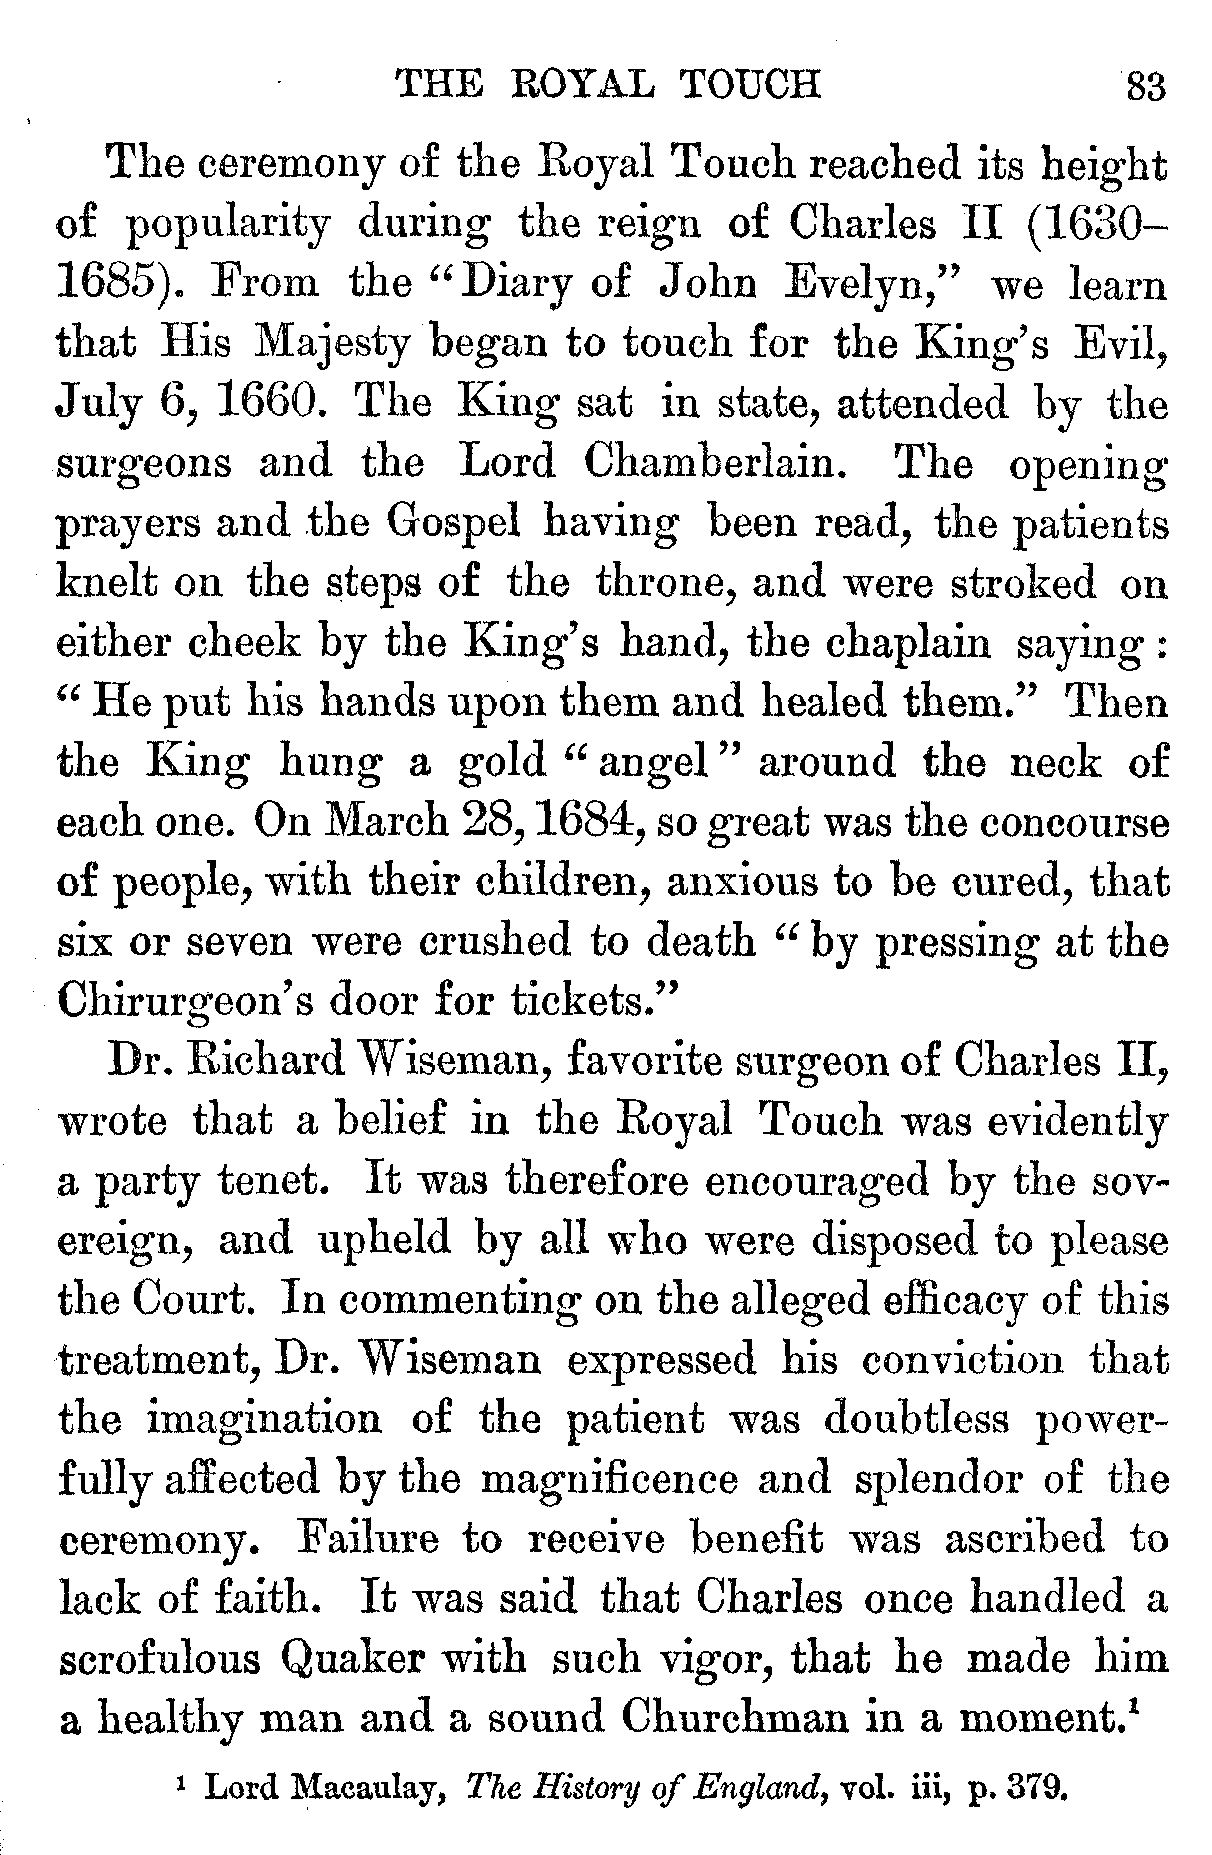 THE ROYAL TOUCH 83
The ceremony of the Royal Touch reached its height
of popularity during the reign of Charles II (1630–
1685). From the “Diary of John Evelyn,” we learn
that His Majesty began to touch for the King’s Evil,
July 6, 1660. The King sat in state, attended by the
surgeons and the Lord Chamberlain. The opening
prayers and the Gospel having been read, the patients
knelt on the steps of the throne, and were stroked on
either cheek by the King’s hand, the chaplain saying :
“ He put his hands upon them and healed them.” Then
the King hung a gold “ angel ” around the neck of
each one. On March 28, 1684, so great was the concourse
of people, with their children, anxious to be cured, that
six or seven were crushed to death “ by pressing at the
Chirurgeon’s door for tickets.”
Dr. Richard Wiseman, favorite surgeon of Charles II,
wrote that a belief in the Royal Touch was evidently
a party tenet. It was therefore encouraged by the sov-
ereign, and upheld by all who were disposed to please
the Court. In commenting on the alleged efficacy of this
treatment, Dr. Wiseman expressed his conviction that
the imagination of the patient was doubtless power-
fully affected by the magnificence and splendor of the
ceremony. Failure to receive benefit was ascribed to
lack of faith. It was said that Charles once handled a
scrofulous Quaker with such vigor, that he made him
a healthy man and a sound Churchman in a moment.¹
¹ Lord Macaulay, The History of England, vol. iii, p. 379.